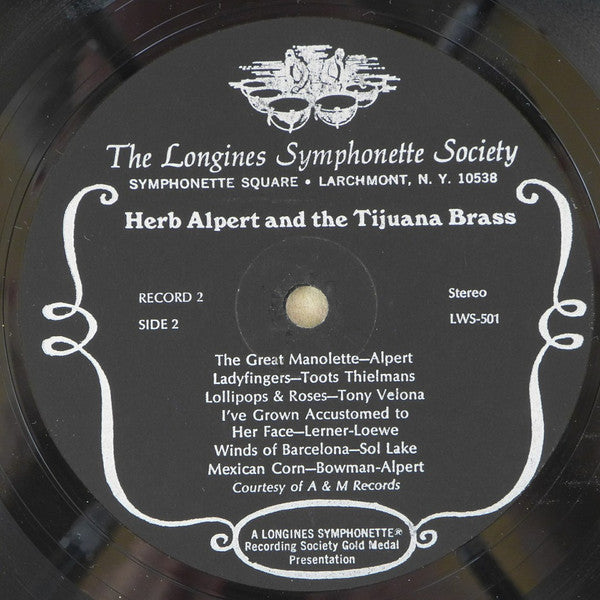 The Longines Symphonette Society
SYMPHONETTE SQUARE • LARCHMONT, N. Y. 10538
Herb Alpert and the Tijuana Brass
RECORD 2
SIDE 2
Stereo
LWS-501
The Great Manolette—Alpert
Ladyfingers—Toots Thielmans
Lollipops & Roses—Tony Velona
I've Grown Accustomed to
Her Face—Lerner-Loewe
Winds of Barcelona—Sol Lake
Mexican Corn—Bowman-Alpert
Courtesy of A & M Records
A LONGINES SYMPHONETTE®
Recording Society Gold Medal
Presentation